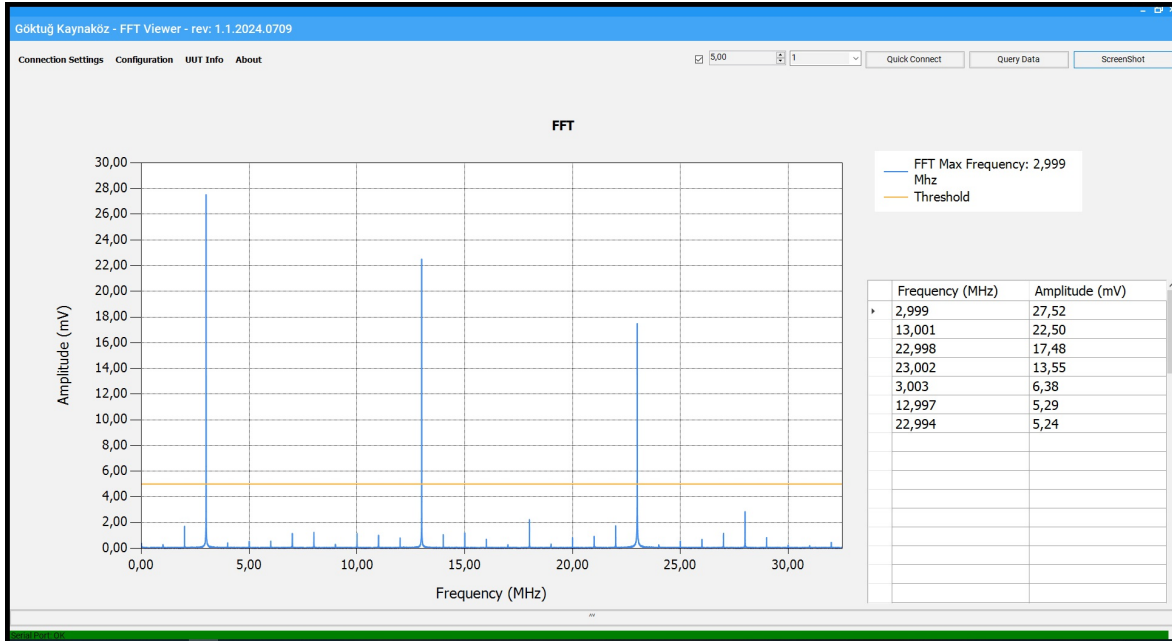 Göktuğ Kaynaköz - FFT Viewer - rev: 1.1.2024.0709
Connection Settings Configuration UUT Info About
5,00 1 Quick Connect Query Data ScreenShot
FFT
30,00
28,00
26,00
24,00
22,00
20,00
18,00
16,00
14,00
12,00
10,00
8,00
6,00
4,00
2,00
0,00
Amplitude (mV)
0,00 5,00 10,00 15,00 20,00 25,00 30,00
Frequency (MHz)
FFT Max Frequency: 2,999
Mhz
Threshold
Frequency (MHz) Amplitude (mV)
2,999 27,52
13,001 22,50
22,998 17,48
23,002 13,55
3,003 6,38
12,997 5,29
22,994 5,24
Serial Port: OK